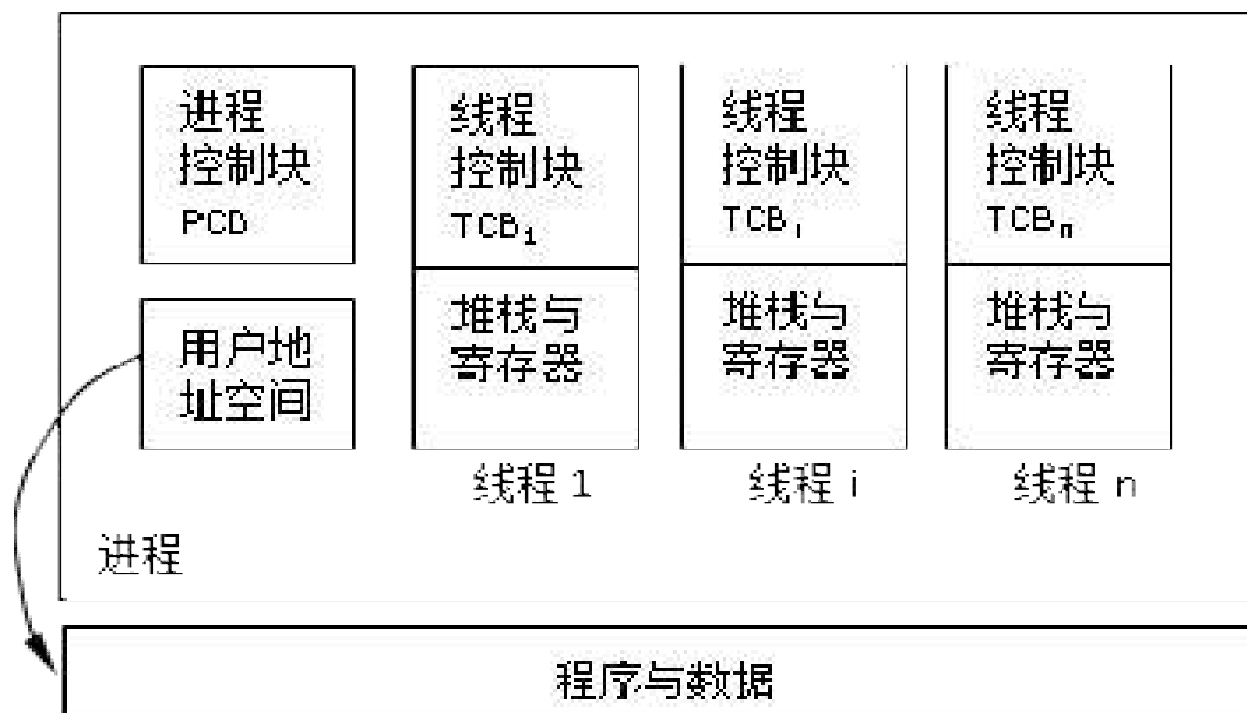 进程
控制块
PCB
线程
控制块
TCB₁
线程
控制块
TCBᵢ
线程
控制块
TCBₙ
用户地
址空间
堆栈与
寄存器
堆栈与
寄存器
堆栈与
寄存器
线程 1
线程 i
线程 n
进程
程序与数据